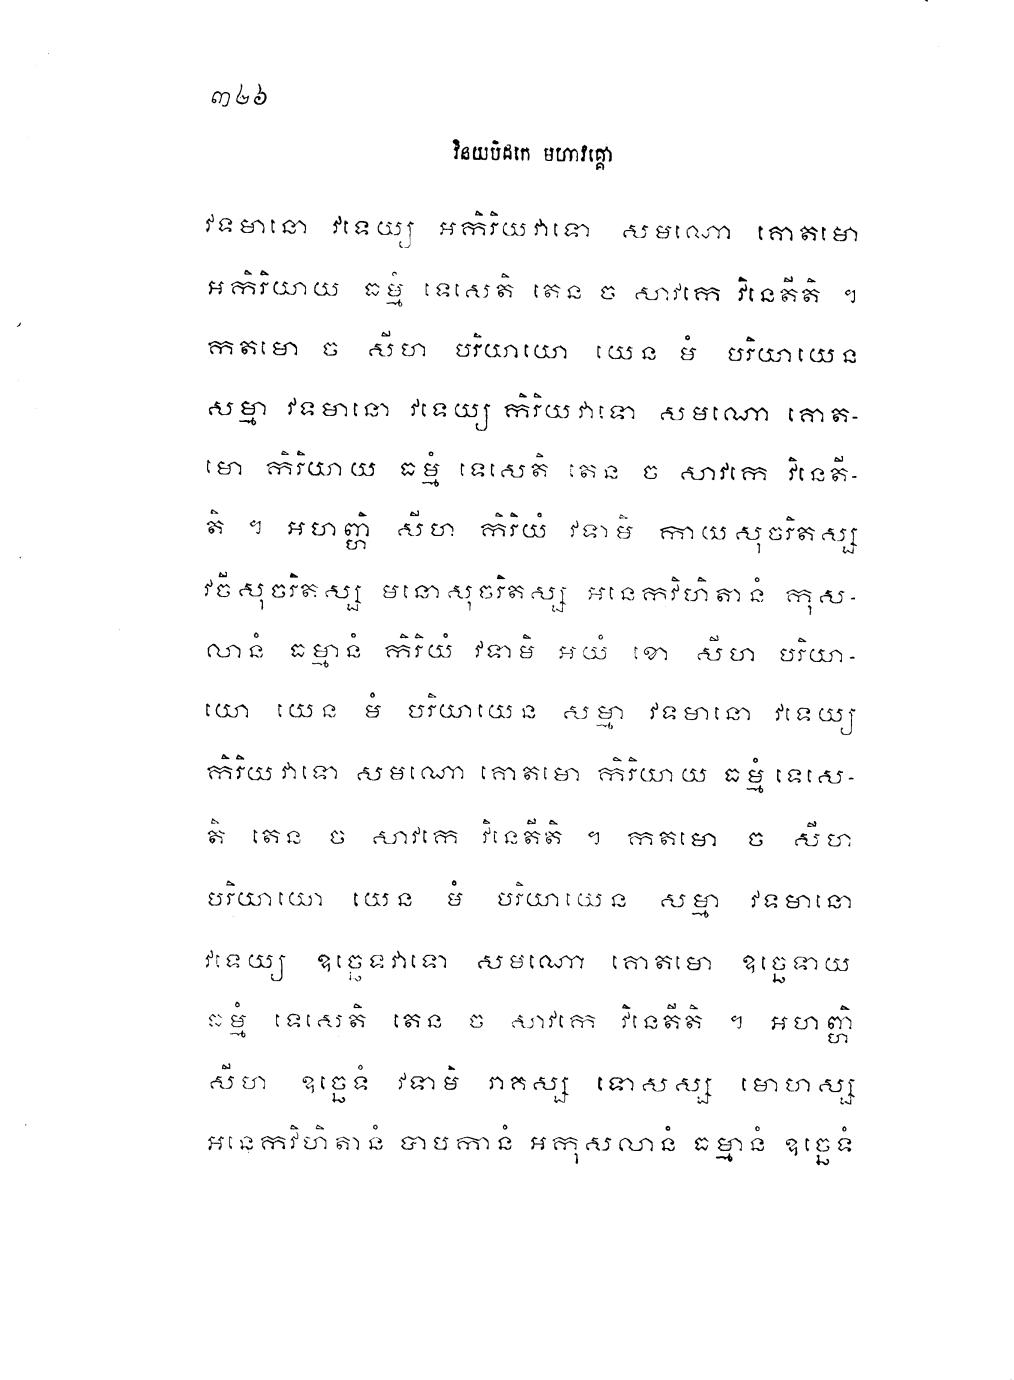 ៣៤៦
វិនយបិដកេ មហាវគ្គោ
វទមានោ វទេយ្យ អកិរិយវាទោ សមណោ គោតមោ
អកិរិយាយ ធម្មំ ទេសេតិ តេន ច សាវកេ វិនេតីតិ ។
កតមោ ច សីហ បរិយាយោ យេន មំ បរិយាយេន
សម្មា វទមានោ វទេយ្យ កិរិយវាទោ សមណោ គោត-
មោ កិរិយាយ ធម្មំ ទេសេតិ តេន ច សាវកេ វិនេតី-
តិ ។ អហញ្ហិ សីហ កិរិយំ វទាមិ កាយសុចរិតស្ស
វចីសុចរិតស្ស មនោសុចរិតស្ស អនេកវិហិតានំ កុស-
លានំ ធម្មានំ កិរិយំ វទាមិ អយំ ខោ សីហ បរិយា-
យោ យេន មំ បរិយាយេន សម្មា វទមានោ វទេយ្យ
កិរិយវាទោ សមណោ គោតមោ កិរិយាយ ធម្មំ ទេសេ-
តិ តេន ច សាវកេ វិនេតីតិ ។ កតមោ ច សីហ
បរិយាយោ យេន មំ បរិយាយេន សម្មា វទមានោ
វទេយ្យ ឧច្ឆេទវាទោ សមណោ គោតមោ ឧច្ឆេទាយ
ធម្មំ ទេសេតិ តេន ច សាវកេ វិនេតីតិ ។ អហញ្ហិ
សីហ ឧច្ឆេទំ វទាមិ រាគស្ស ទោសស្ស មោហស្ស
អនេកវិហិតានំ បាបកានំ អកុសលានំ ធម្មានំ ឧច្ឆេទំ